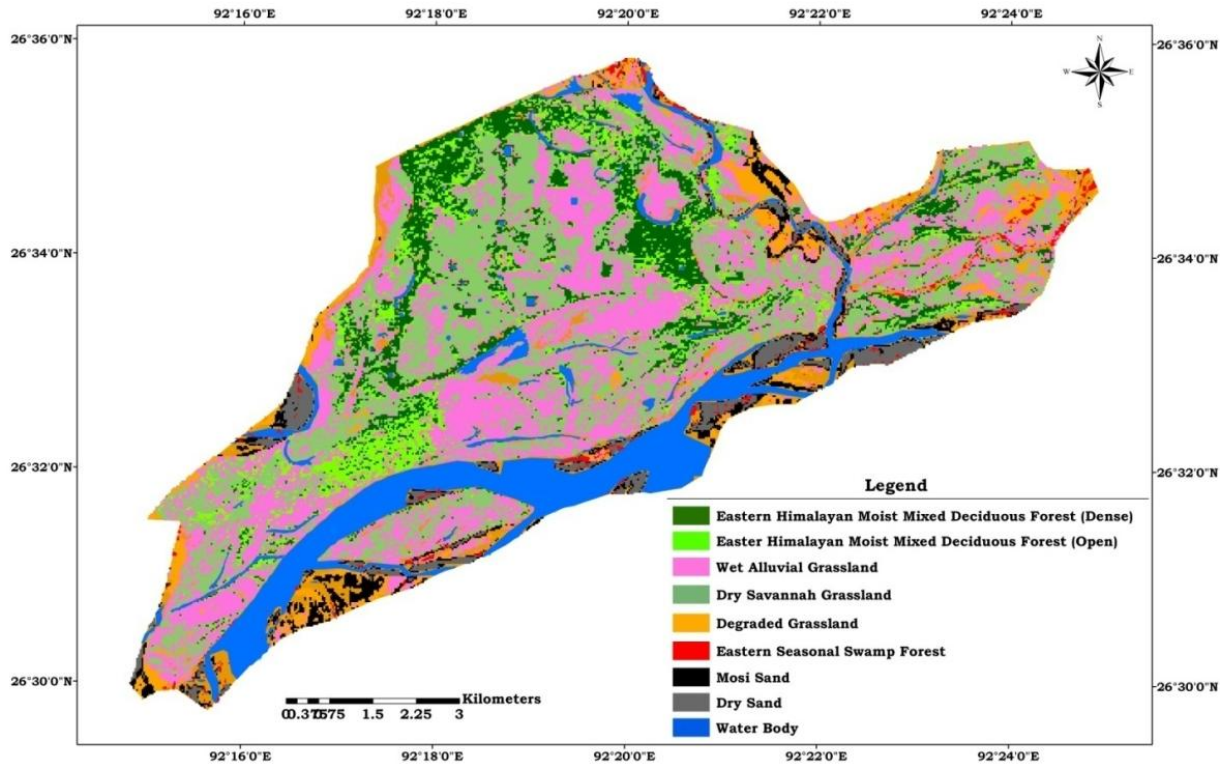 92°16'0"E 92°18'0"E 92°20'0"E 92°22'0"E 92°24'0"E
26°36'0"N 26°36'0"N
N
W E
S
26°34'0"N 26°34'0"N
26°32'0"N 26°32'0"N
Legend
Eastern Himalayan Moist Mixed Deciduous Forest (Dense)
Easter Himalayan Moist Mixed Deciduous Forest (Open)
Wet Alluvial Grassland
Dry Savannah Grassland
Degraded Grassland
Eastern Seasonal Swamp Forest
Mosi Sand
Dry Sand
Water Body
26°30'0"N 26°30'0"N
Kilometers
1.5 2.25 3
92°16'0"E 92°18'0"E 92°20'0"E 92°22'0"E 92°24'0"E